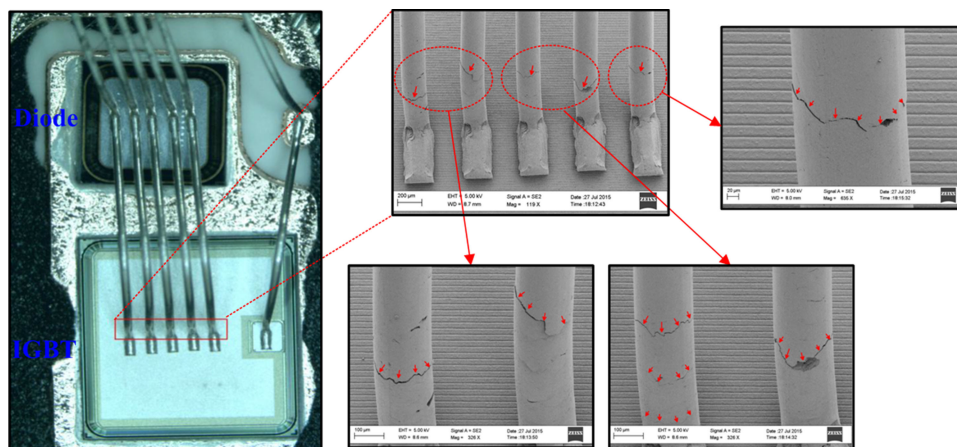 Diode
IGBT
200 µm
EHT = 5.00 kV
WD = 8.7 mm
Signal A = SE2
Mag = 119 X
Date :27 Jul 2015
Time :18:12:43
ZEISS
20 µm
EHT = 5.00 kV
WD = 8.0 mm
Signal A = SE2
Mag = 635 X
Date :27 Jul 2015
Time :18:15:32
ZEISS
100 µm
EHT = 5.00 kV
WD = 8.6 mm
Signal A = SE2
Mag = 326 X
Date :27 Jul 2015
Time :18:13:50
ZEISS
100 µm
EHT = 5.00 kV
WD = 8.6 mm
Signal A = SE2
Mag = 326 X
Date :27 Jul 2015
Time :18:14:32
ZEISS